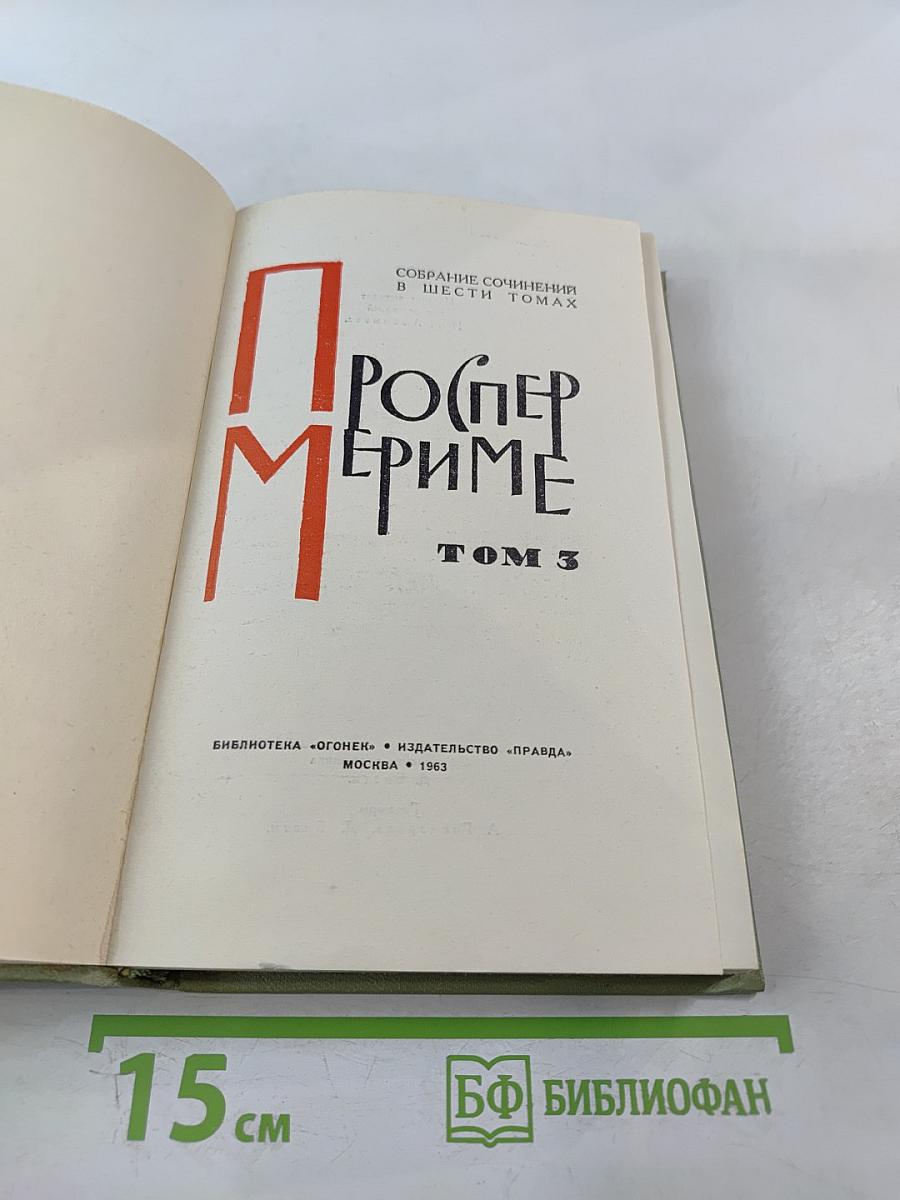 СОБРАНИЕ СОЧИНЕНИЙ
В ШЕСТИ ТОМАХ
ПРОСПЕР
МЕРИМЕ
ТОМ 3
БИБЛИОТЕКА «ОГОНЕК» • ИЗДАТЕЛЬСТВО «ПРАВДА»
МОСКВА • 1963
15 см
БФ БИБЛИОФАН